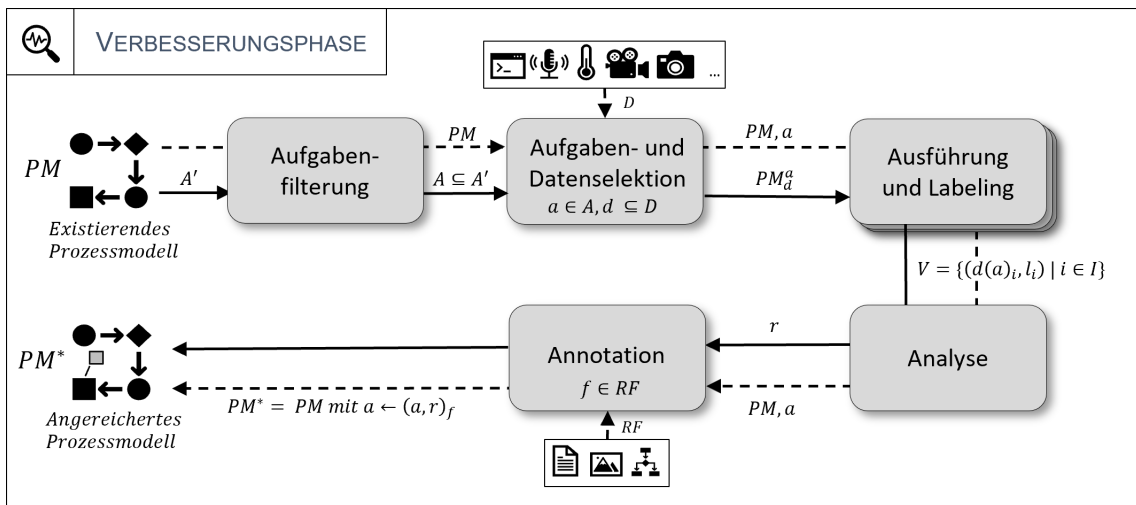 VERBESSERUNGSPHASE
>_
...
D
PM
A′
Existierendes
Prozessmodell
Aufgaben-
filterung
PM
A ⊆ A′
Aufgaben- und
Datenselektion
a ∈ A, d ⊆ D
PM, a
PM_d^a
Ausführung
und Labeling
V = {(d(a)_i, l_i) | i ∈ I}
Analyse
r
PM, a
Annotation
f ∈ RF
RF
PM* = PM mit a ← (a, r)_f
PM*
Angereichertes
Prozessmodell